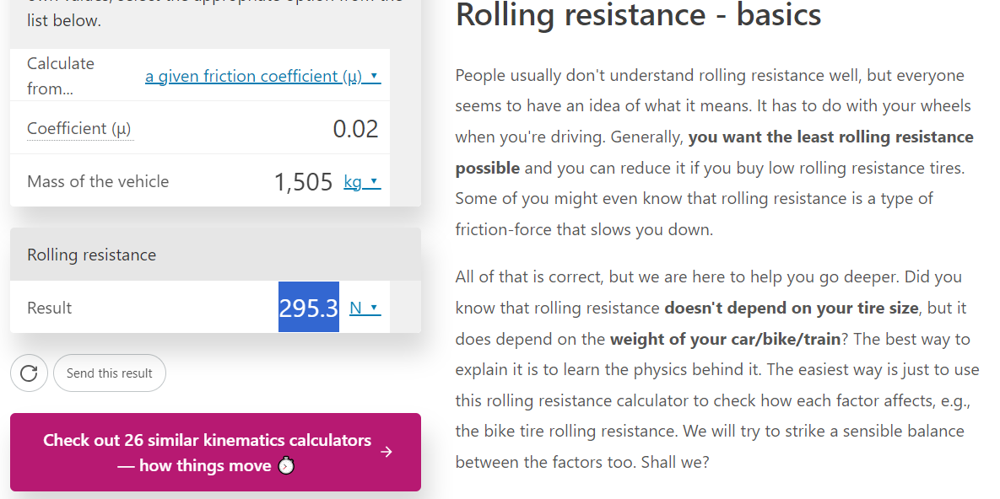 list below.
Calculate
from...
a given friction coefficient (μ)
Coefficient (μ)
0.02
Mass of the vehicle
1,505 kg
Rolling resistance
Result
295.3 N
Send this result
Check out 26 similar kinematics calculators
— how things move
Rolling resistance - basics
People usually don't understand rolling resistance well, but everyone
seems to have an idea of what it means. It has to do with your wheels
when you're driving. Generally, you want the least rolling resistance
possible and you can reduce it if you buy low rolling resistance tires.
Some of you might even know that rolling resistance is a type of
friction-force that slows you down.
All of that is correct, but we are here to help you go deeper. Did you
know that rolling resistance doesn't depend on your tire size, but it
does depend on the weight of your car/bike/train? The best way to
explain it is to learn the physics behind it. The easiest way is just to use
this rolling resistance calculator to check how each factor affects, e.g.,
the bike tire rolling resistance. We will try to strike a sensible balance
between the factors too. Shall we?